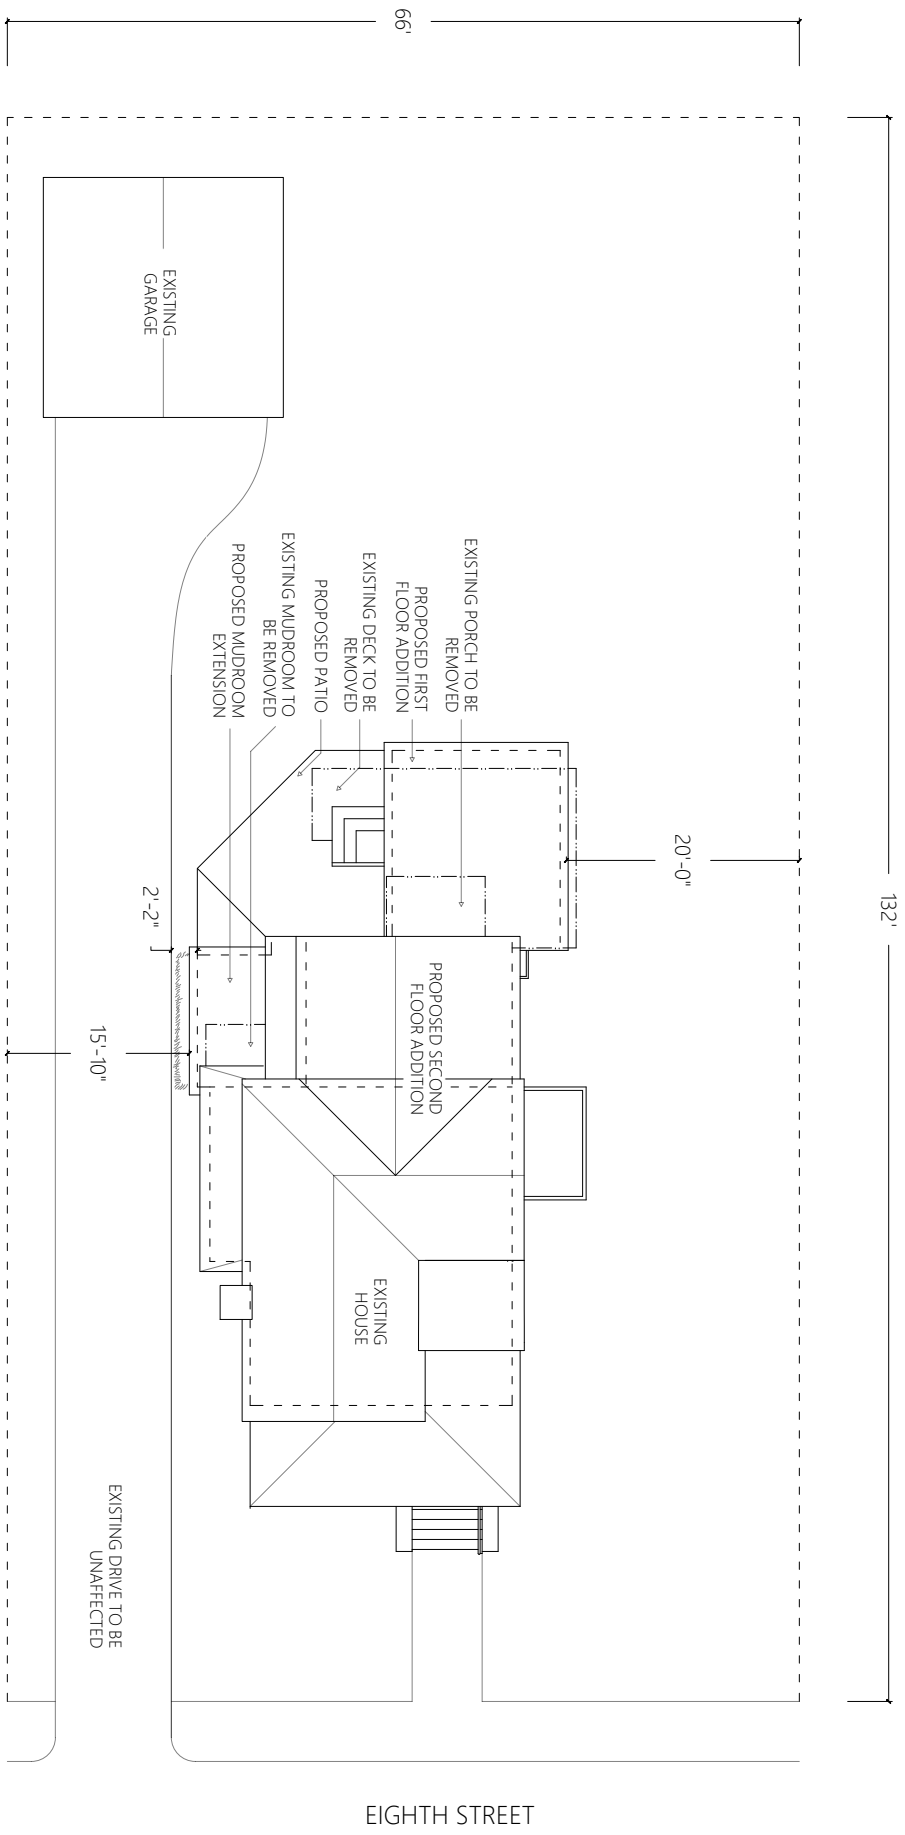 66'
132'
EXISTING
GARAGE
EXISTING PORCH TO BE
REMOVED
PROPOSED FIRST
FLOOR ADDITION
EXISTING DECK TO BE
REMOVED
PROPOSED PATIO
EXISTING MUDROOM TO
BE REMOVED
PROPOSED MUDROOM
EXTENSION
20'-0"
2'-2"
15'-10"
PROPOSED SECOND
FLOOR ADDITION
EXISTING
HOUSE
EXISTING DRIVE TO BE
UNAFFECTED
EIGHTH STREET